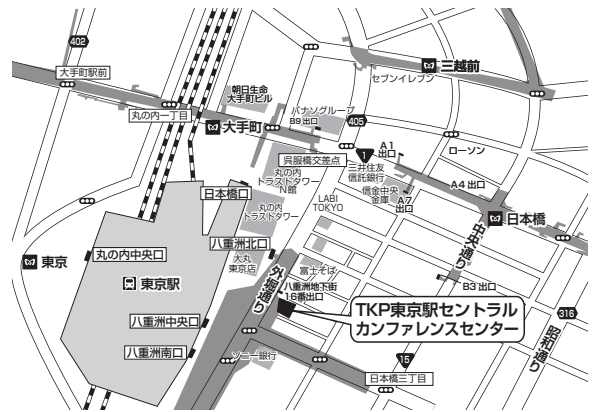 402
大手町駅前
朝日生命
大手町ビル
三越前
セブンイレブン
丸の内一丁目
大手町
パナソグループ
B9出口
405
呉服橋交差点
1
A1
出口
ローソン
三井住友
信託銀行
信金中央
金庫
A7
出口
A4出口
日本橋
丸の内
トラストタワー
N館
日本橋口
丸の内
トラストタワー
LABI
TOKYO
中央通り
八重洲北口
大丸
東京店
外堀通り
富士そば
八重洲地下街
16番出口
B3出口
東京
丸の内中央口
東京駅
TKP東京駅セントラル
カンファレンスセンター
316
昭和通り
八重洲中央口
八重洲南口
ソニー銀行
15
日本橋三丁目